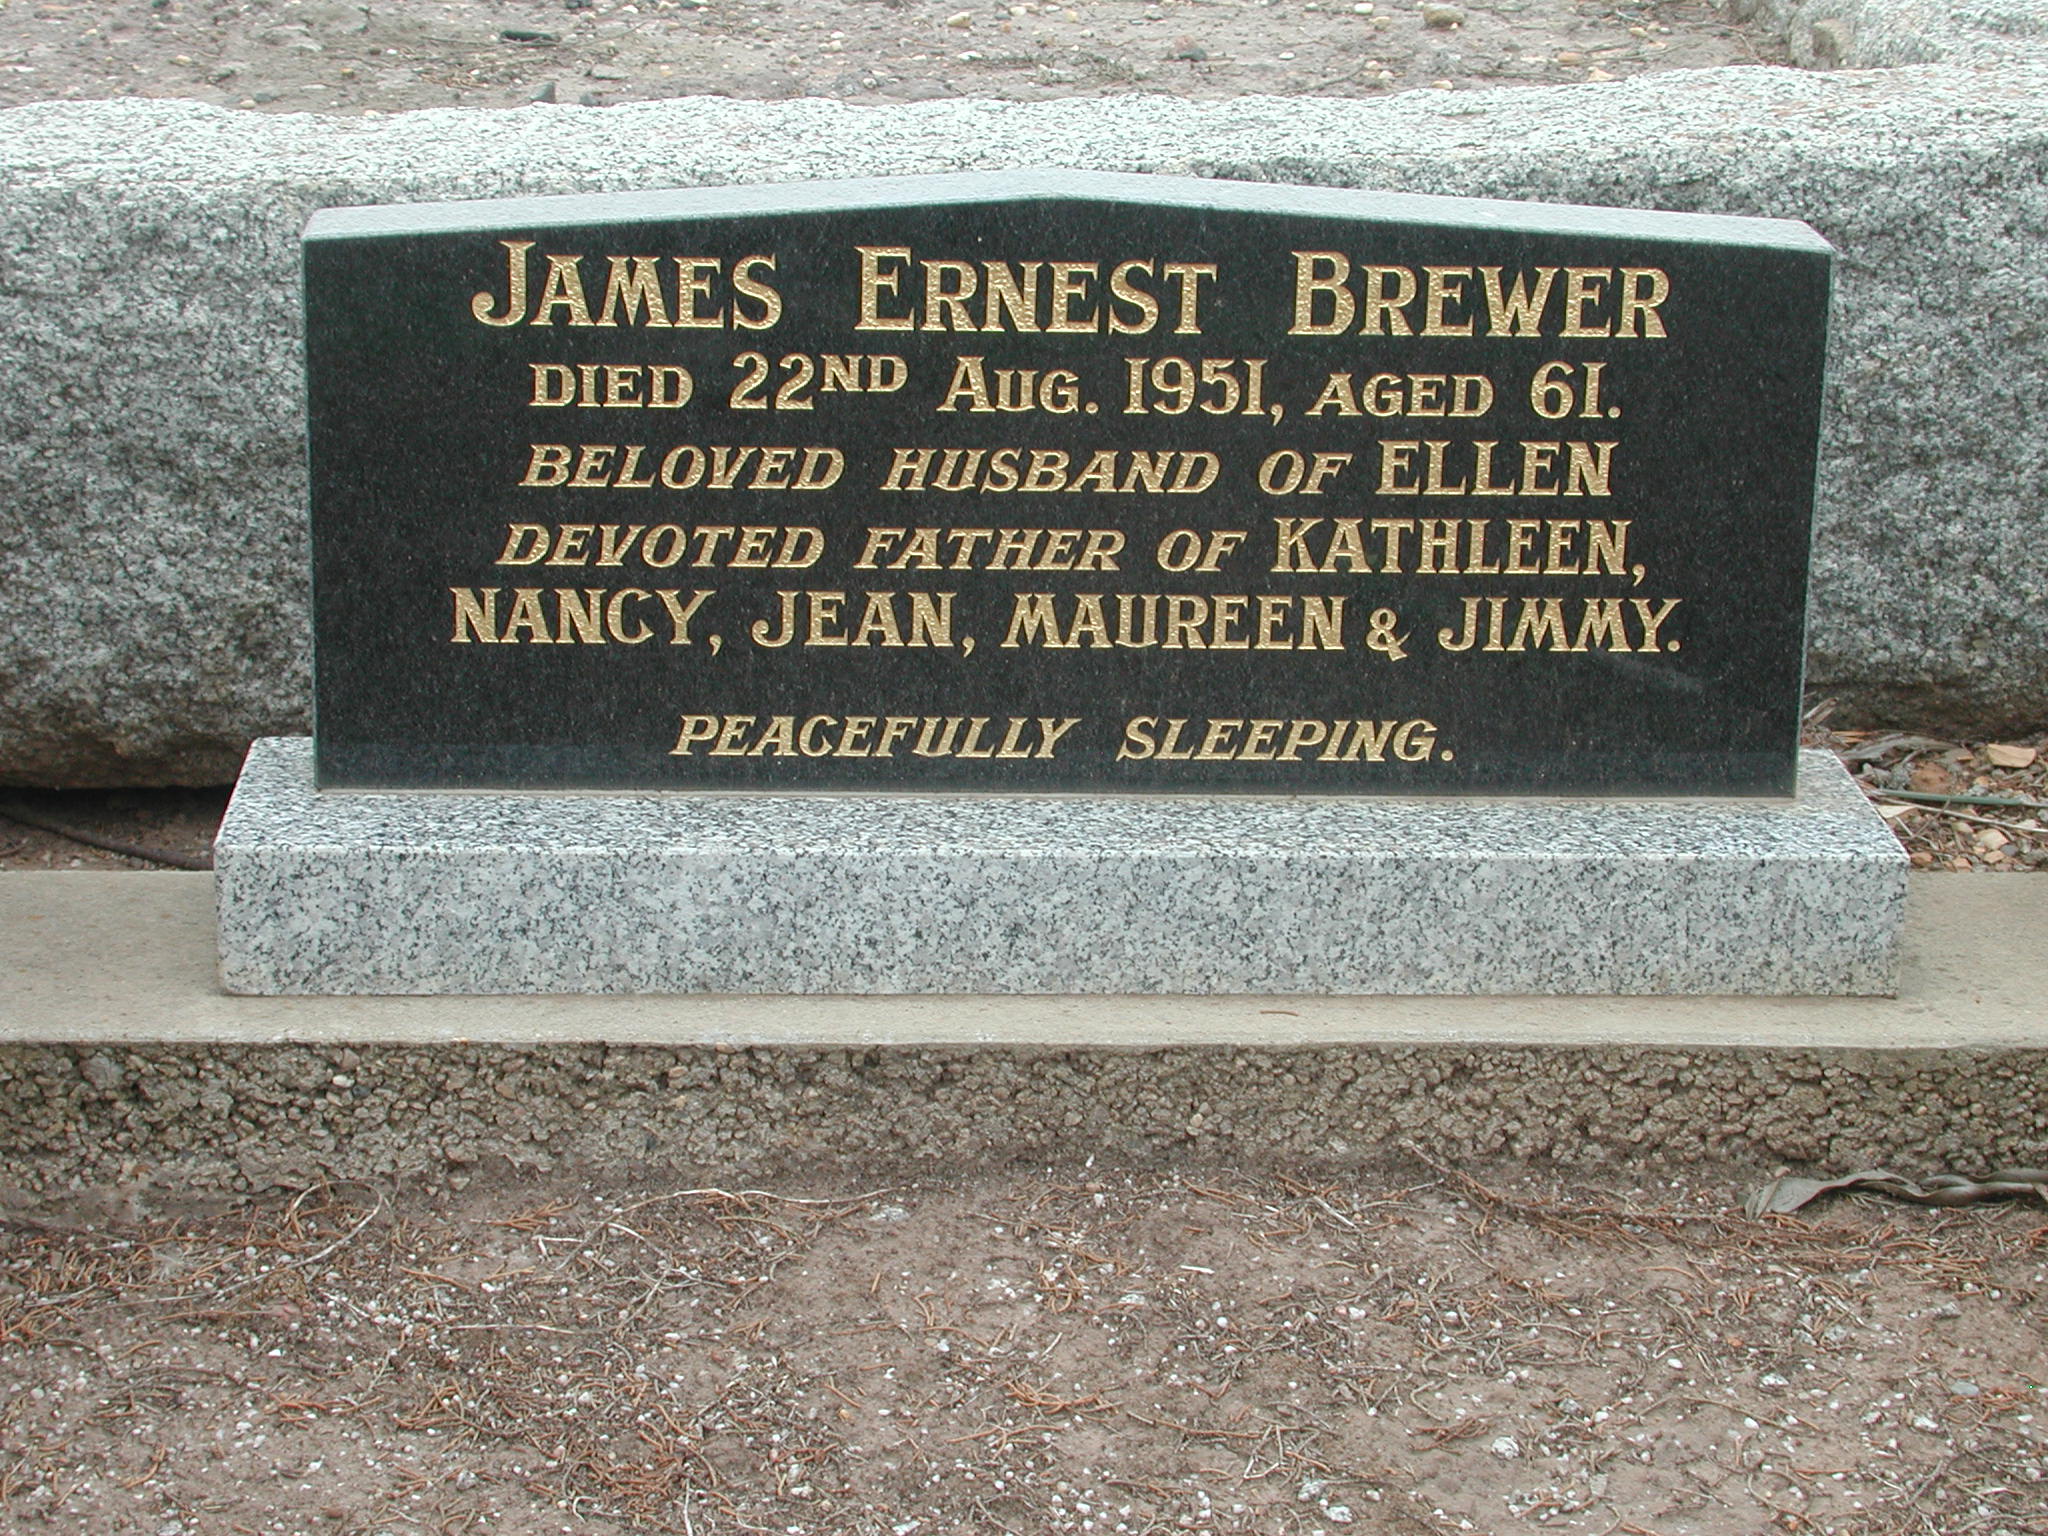 JAMES ERNEST BREWER
DIED 22ND AUG. 1951, AGED 61.
BELOVED HUSBAND OF ELLEN
DEVOTED FATHER OF KATHLEEN,
NANCY, JEAN, MAUREEN & JIMMY.
PEACEFULLY SLEEPING.